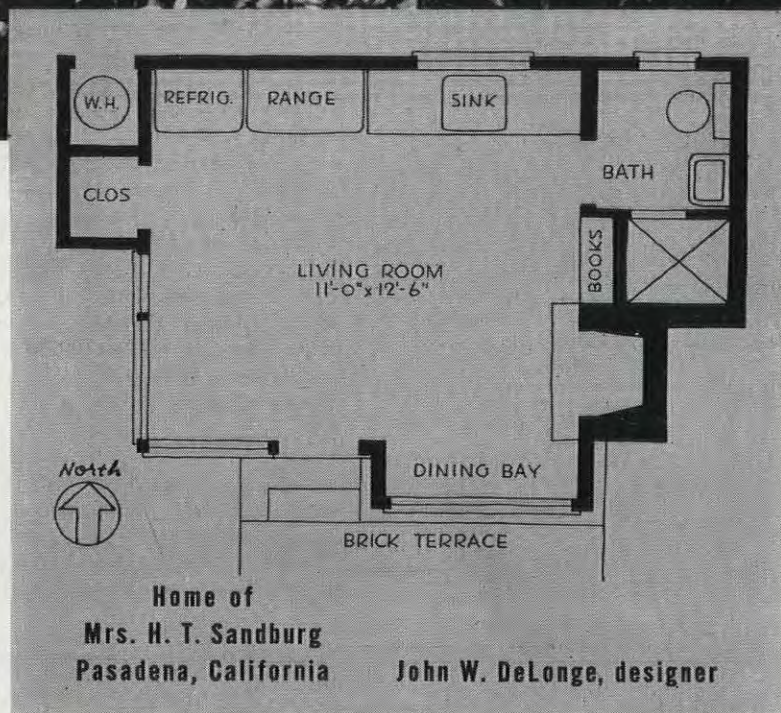 W.H.
REFRIG.
RANGE
SINK
CLOS
BATH
BOOKS
LIVING ROOM
11'-0"x12'-6"
DINING BAY
North
BRICK TERRACE
Home of
Mrs. H. T. Sandburg
Pasadena, California
John W. DeLonge, designer